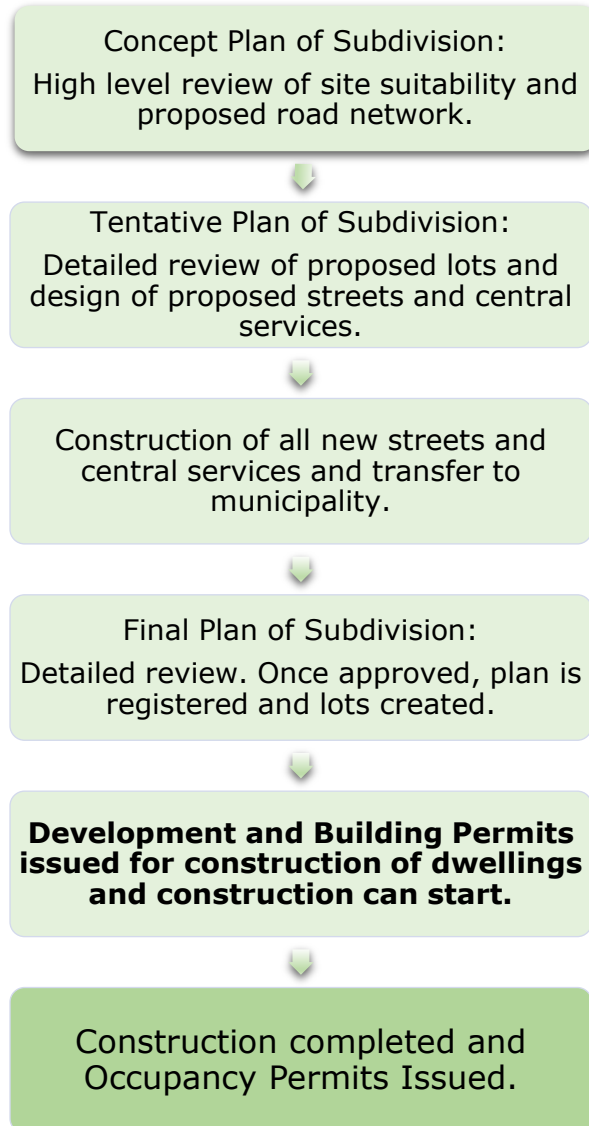 Concept Plan of Subdivision:
High level review of site suitability and
proposed road network.
Tentative Plan of Subdivision:
Detailed review of proposed lots and
design of proposed streets and central
services.
Construction of all new streets and
central services and transfer to
municipality.
Final Plan of Subdivision:
Detailed review. Once approved, plan is
registered and lots created.
Development and Building Permits
issued for construction of dwellings
and construction can start.
Construction completed and
Occupancy Permits Issued.